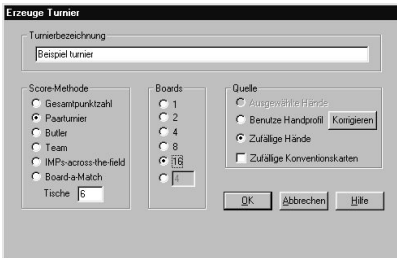 Erzeuge Turnier
Turnierbezeichnung
Beispiel turnier
Score-Methode
Gesamtpunktzahl
Paarturnier
Butler
Team
IMPs-across-the-field
Board-a-Match
Tische 6
Boards
1
2
4
8
16
4
Quelle
Ausgewählte Hände
Benutze Handprofil Korrigieren
Zufällige Hände
Zufällige Konventionskarten
OK Abbrechen Hilfe